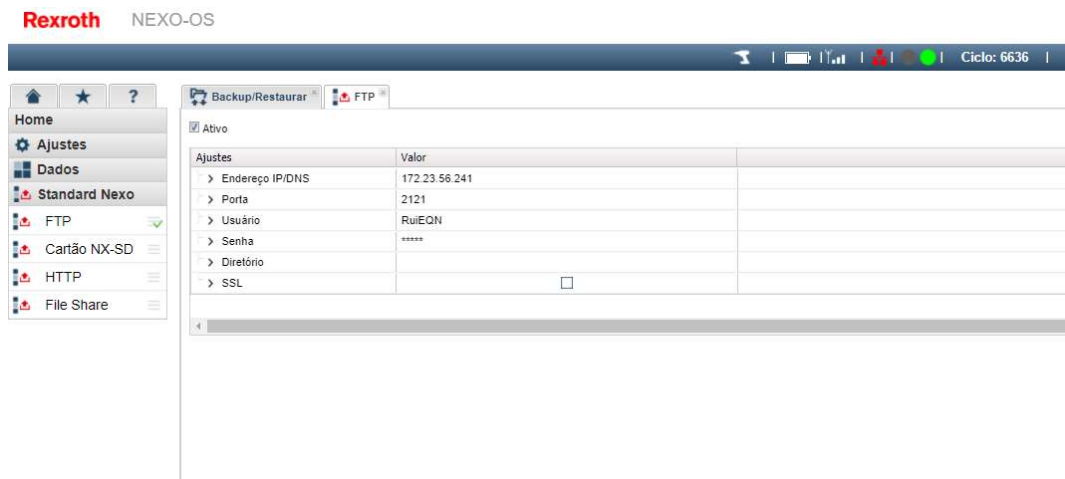 Rexroth NEXO-OS
Ciclo: 6636
?
Backup/Restaurar
FTP
Home
Ajustes
Dados
Standard Nexo
FTP
Cartão NX-SD
HTTP
File Share
Ativo
Ajustes Valor
Endereço IP/DNS 172.23.56.241
Porta 2121
Usuário RuiEQN
Senha *****
Diretório
SSL